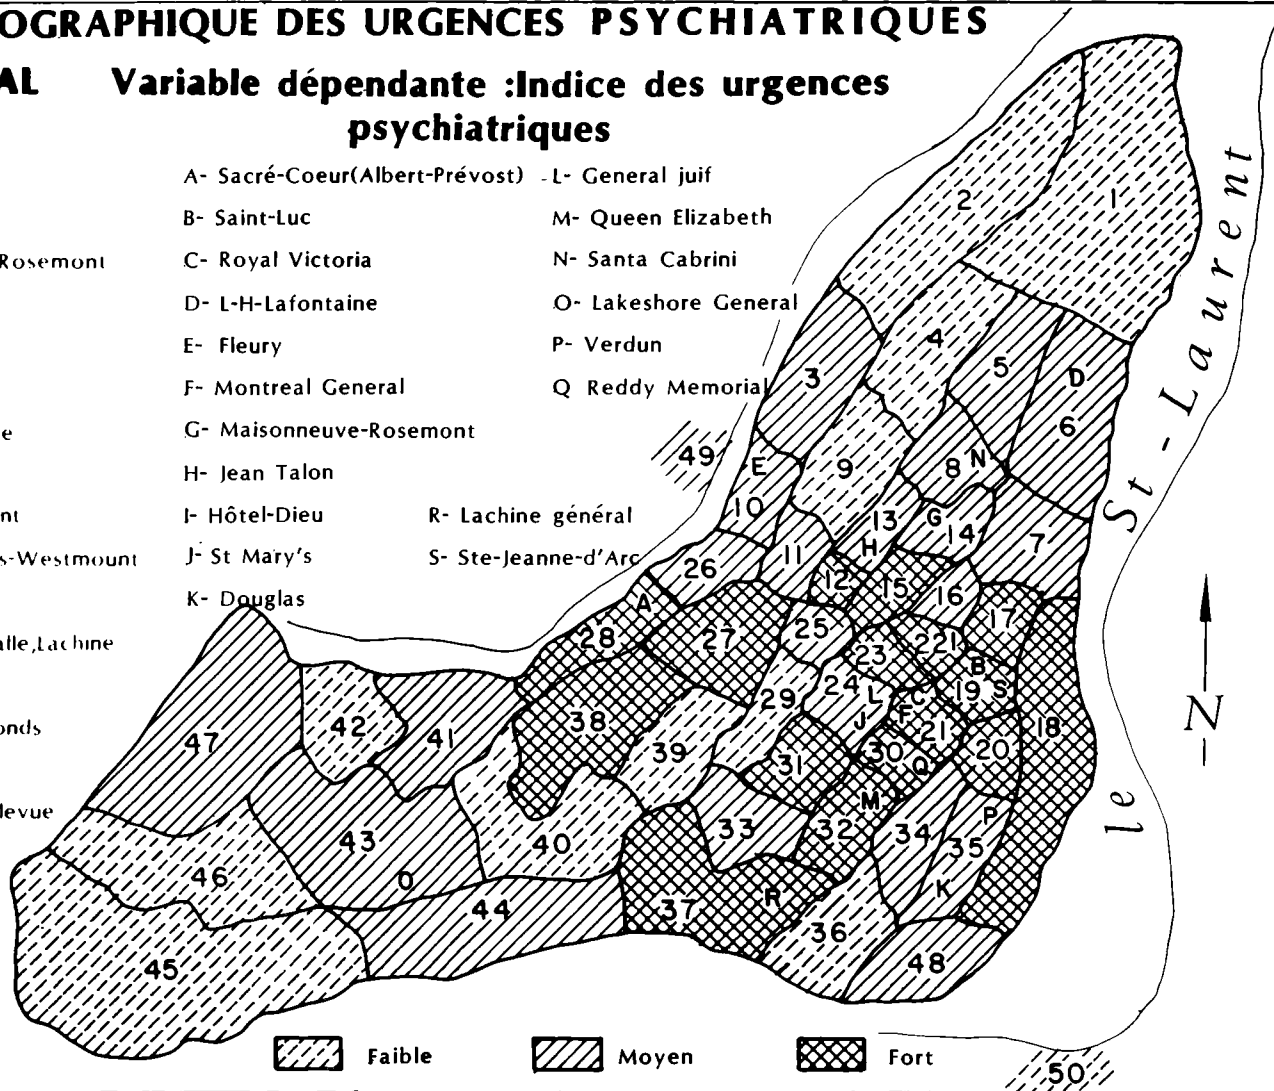 OGRAPHIQUE DES URGENCES PSYCHIATRIQUES
AL Variable dépendante :Indice des urgences
psychiatriques
A- Sacré-Coeur(Albert-Prévost) - L- General juif
B- Saint-Luc M- Queen Elizabeth
Rosemont C- Royal Victoria N- Santa Cabrini
D- L-H-Lafontaine O- Lakeshore General
E- Fleury P- Verdun
F- Montreal General Q Reddy Memorial
e G- Maisonneuve-Rosemont
H- Jean Talon
nt I- Hôtel-Dieu R- Lachine général
s-Westmount J- St Mary's S- Ste-Jeanne-d'Arc
K- Douglas
alle,Lachine
onds
levue
le St-Laurent
N
1
2
3
4
5
D
6
49
E
10
9
8 N
7
13
H
G
14
11
12
15
16
17
26
A
28
27
25
23
221
B
19 S
18
29
24
L
J
C
F
21
Q
20
30
47
42
41
38
39
31
M
32
33
34
P
35
K
43
O
40
46
44
37
R
36
45
48
Faible Moyen Fort
50